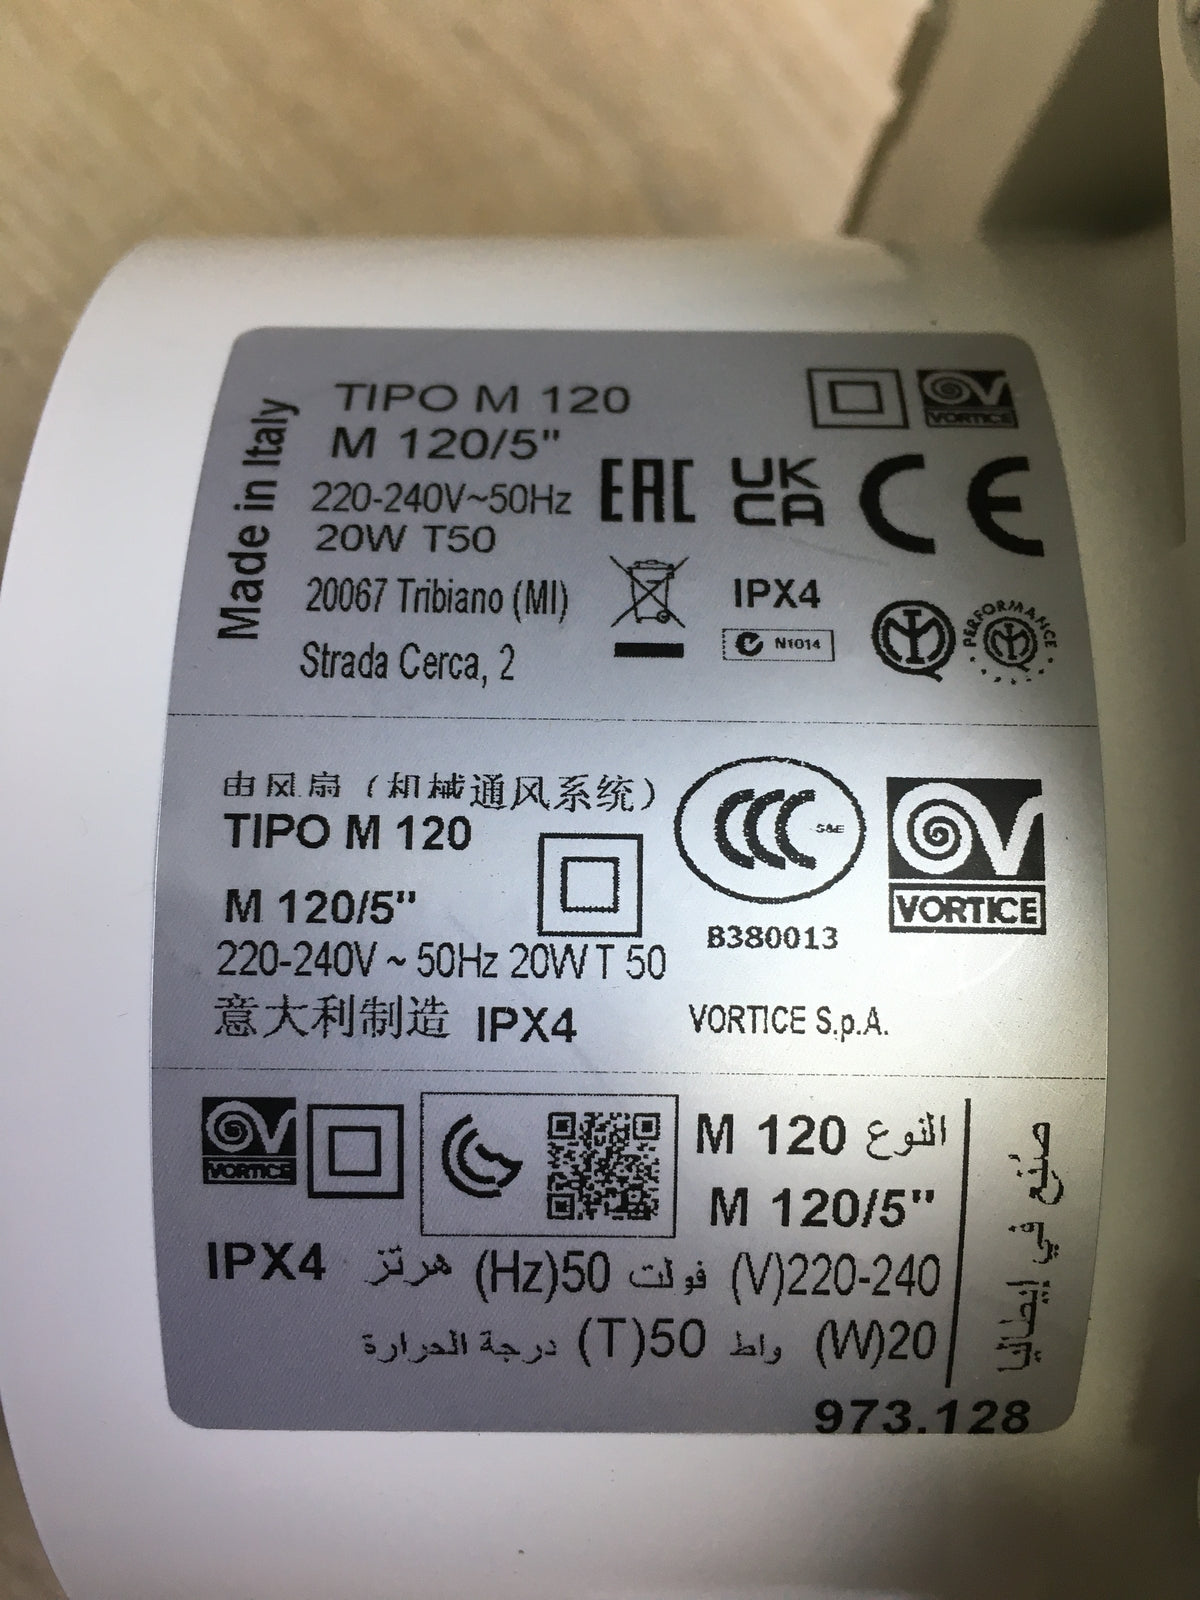 Made in Italy
TIPO M 120
M 120/5"
220-240V~50Hz
20W T50
20067 Tribiano (MI)
Strada Cerca, 2
VORTICE
EAC
UK
CA
CE
IPX4
N1014
PERFORMANCE
由风扇（机械通风系统）
TIPO M 120
M 120/5"
220-240V ~ 50Hz 20W T 50
意大利制造 IPX4
CCC S&E
B380013
VORTICE
VORTICE S.p.A.
VORTICE
النوع M 120
M 120/5"
IPX4
220-240(V) فولت 50(Hz) هرتز
20(W) واط 50(T) درجة الحرارة
صُنع في إيطاليا
973.128